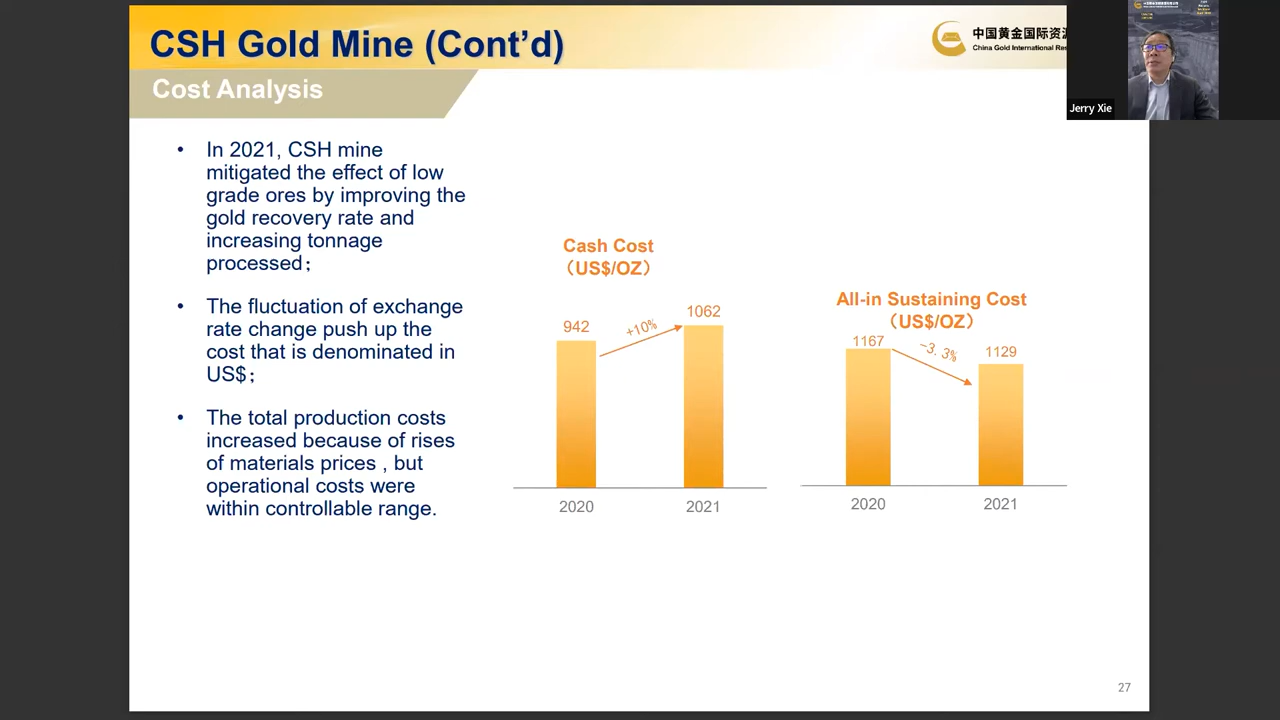 CSH Gold Mine (Cont’d)
中国黄金国际资
China Gold International Re
Jerry Xie
Cost Analysis
• In 2021, CSH mine
mitigated the effect of low
grade ores by improving the
gold recovery rate and
increasing tonnage
processed；
• The fluctuation of exchange
rate change push up the
cost that is denominated in
US$；
• The total production costs
increased because of rises
of materials prices , but
operational costs were
within controllable range.
Cash Cost
（US$/OZ）
942
+10%
1062
2020
2021
All-in Sustaining Cost
（US$/OZ）
1167
−3.3%
1129
2020
2021
27